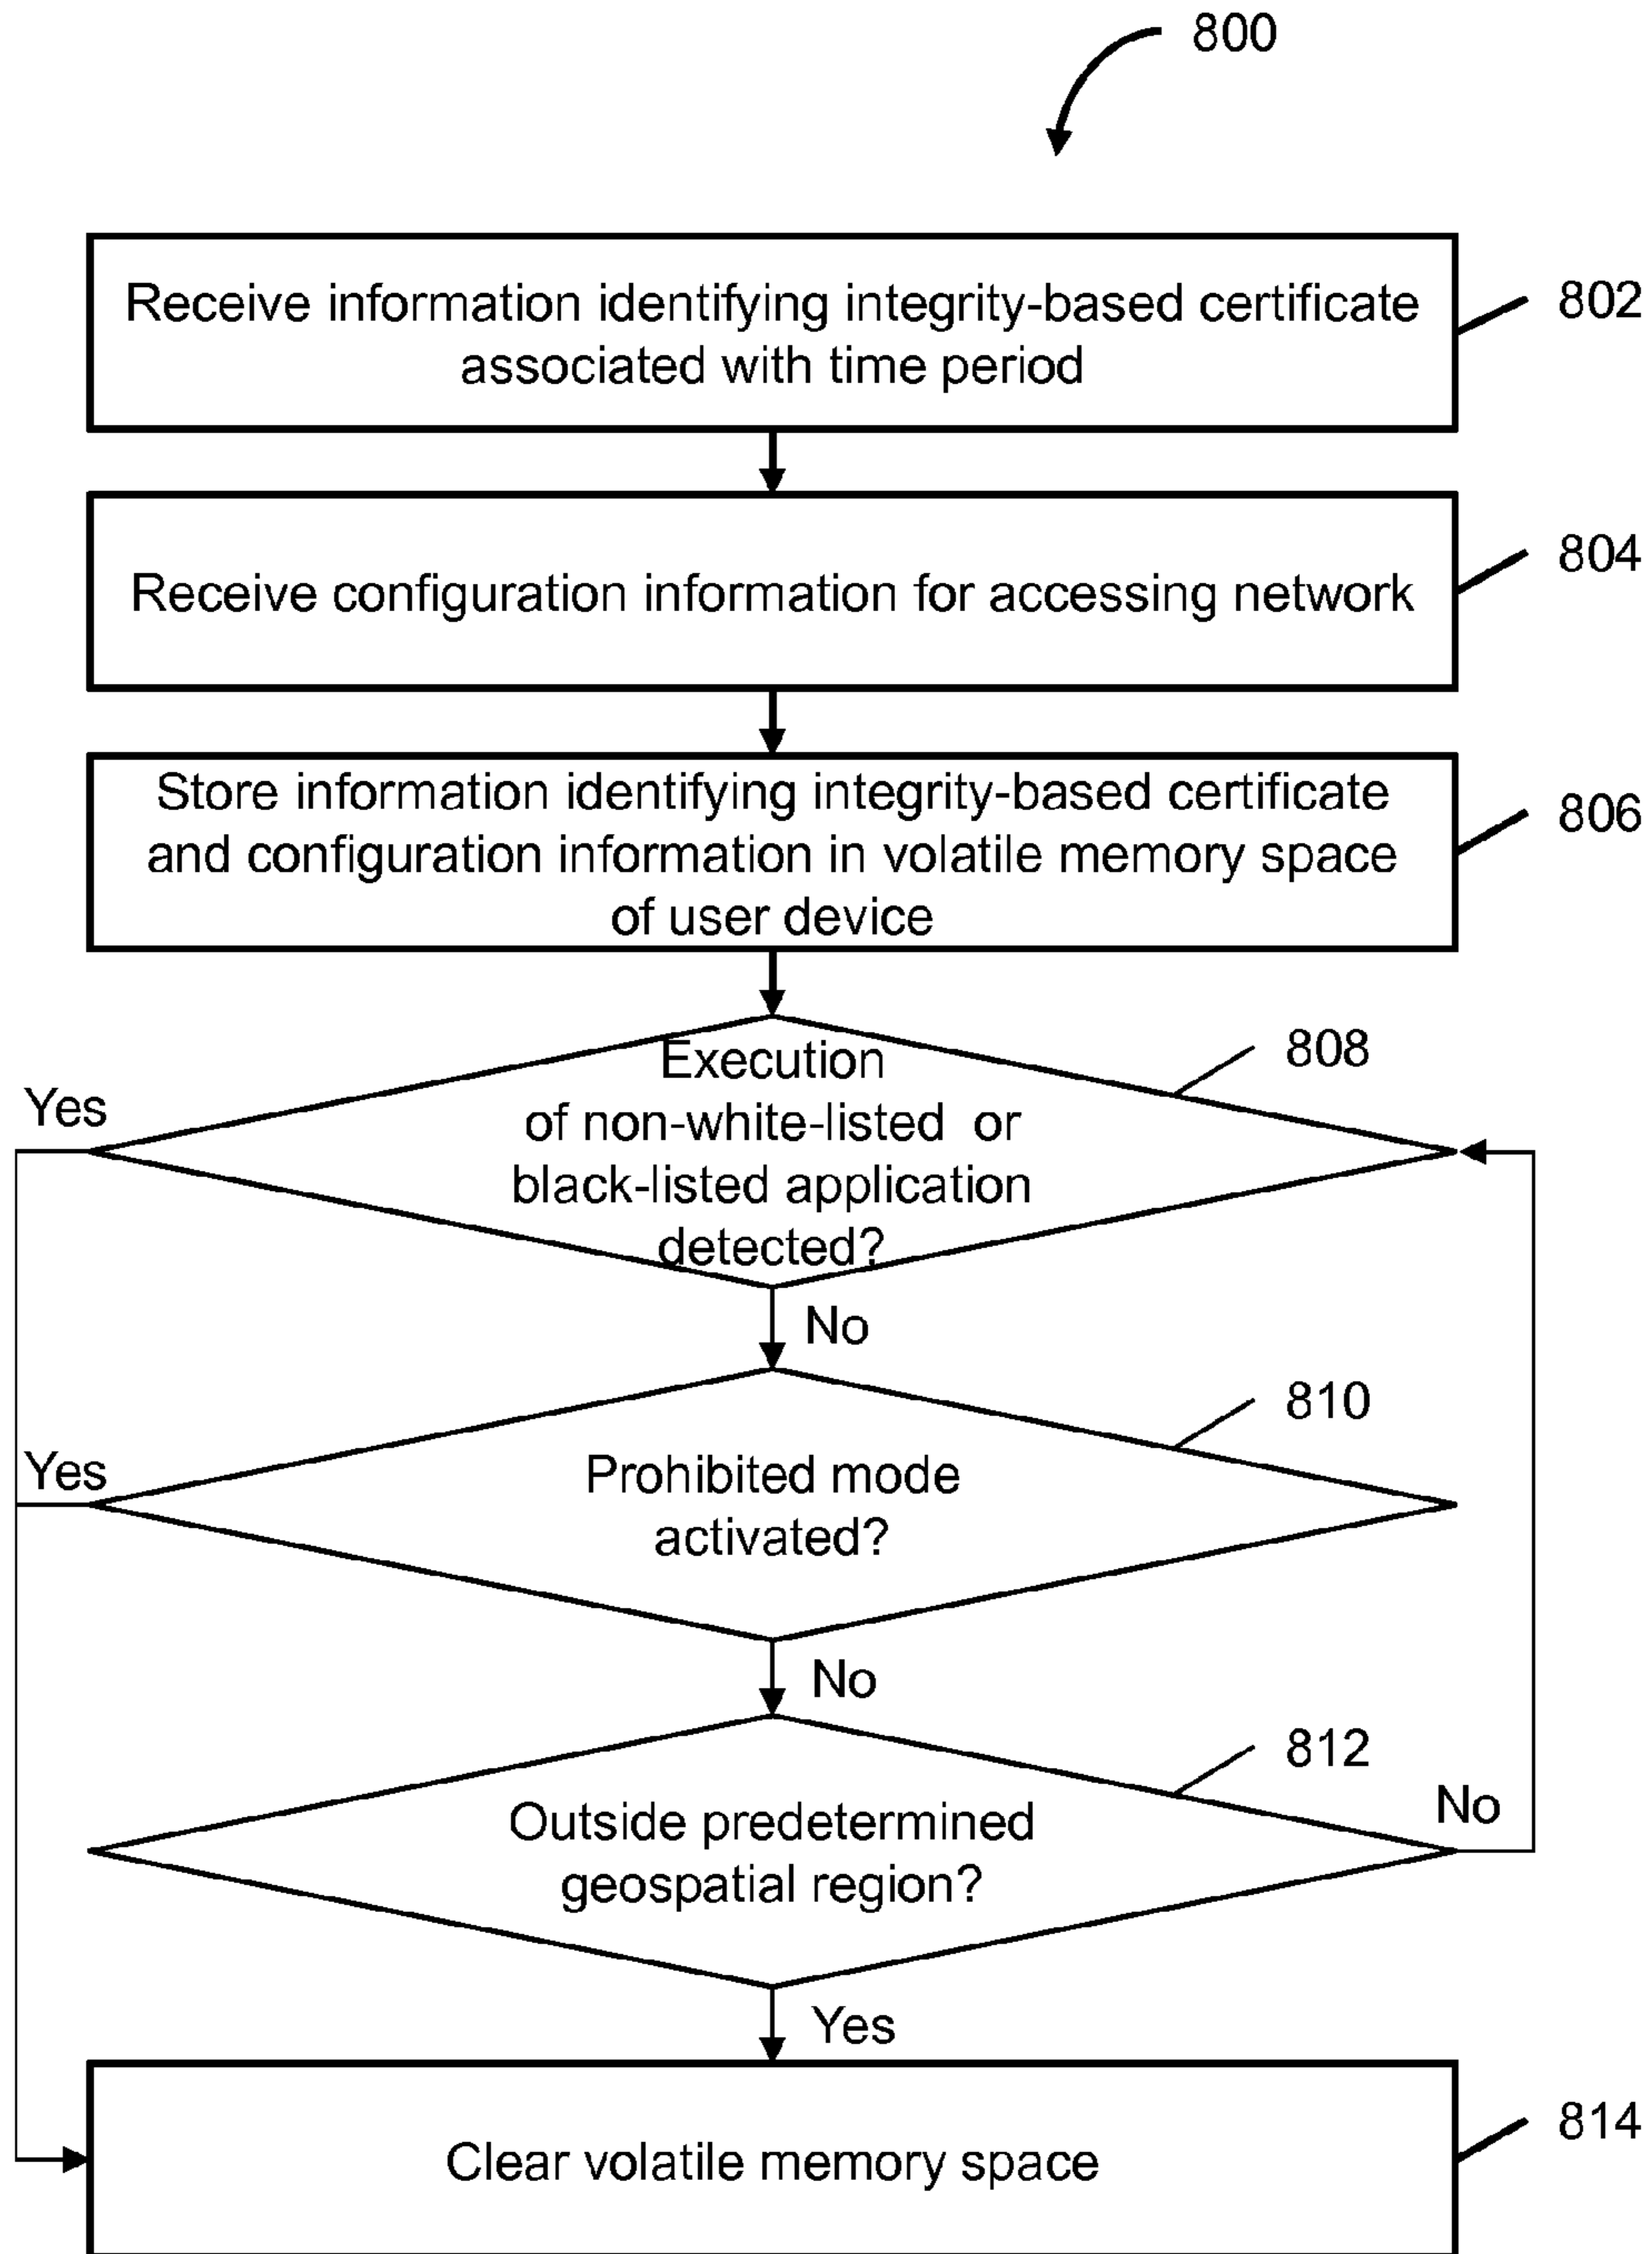 800
Receive information identifying integrity-based certificate
associated with time period
802
Receive configuration information for accessing network
804
Store information identifying integrity-based certificate
and configuration information in volatile memory space
of user device
806
Execution
of non-white-listed or
black-listed application
detected?
808
Yes
No
Prohibited mode
activated?
810
Yes
No
Outside predetermined
geospatial region?
812
No
Yes
Clear volatile memory space
814